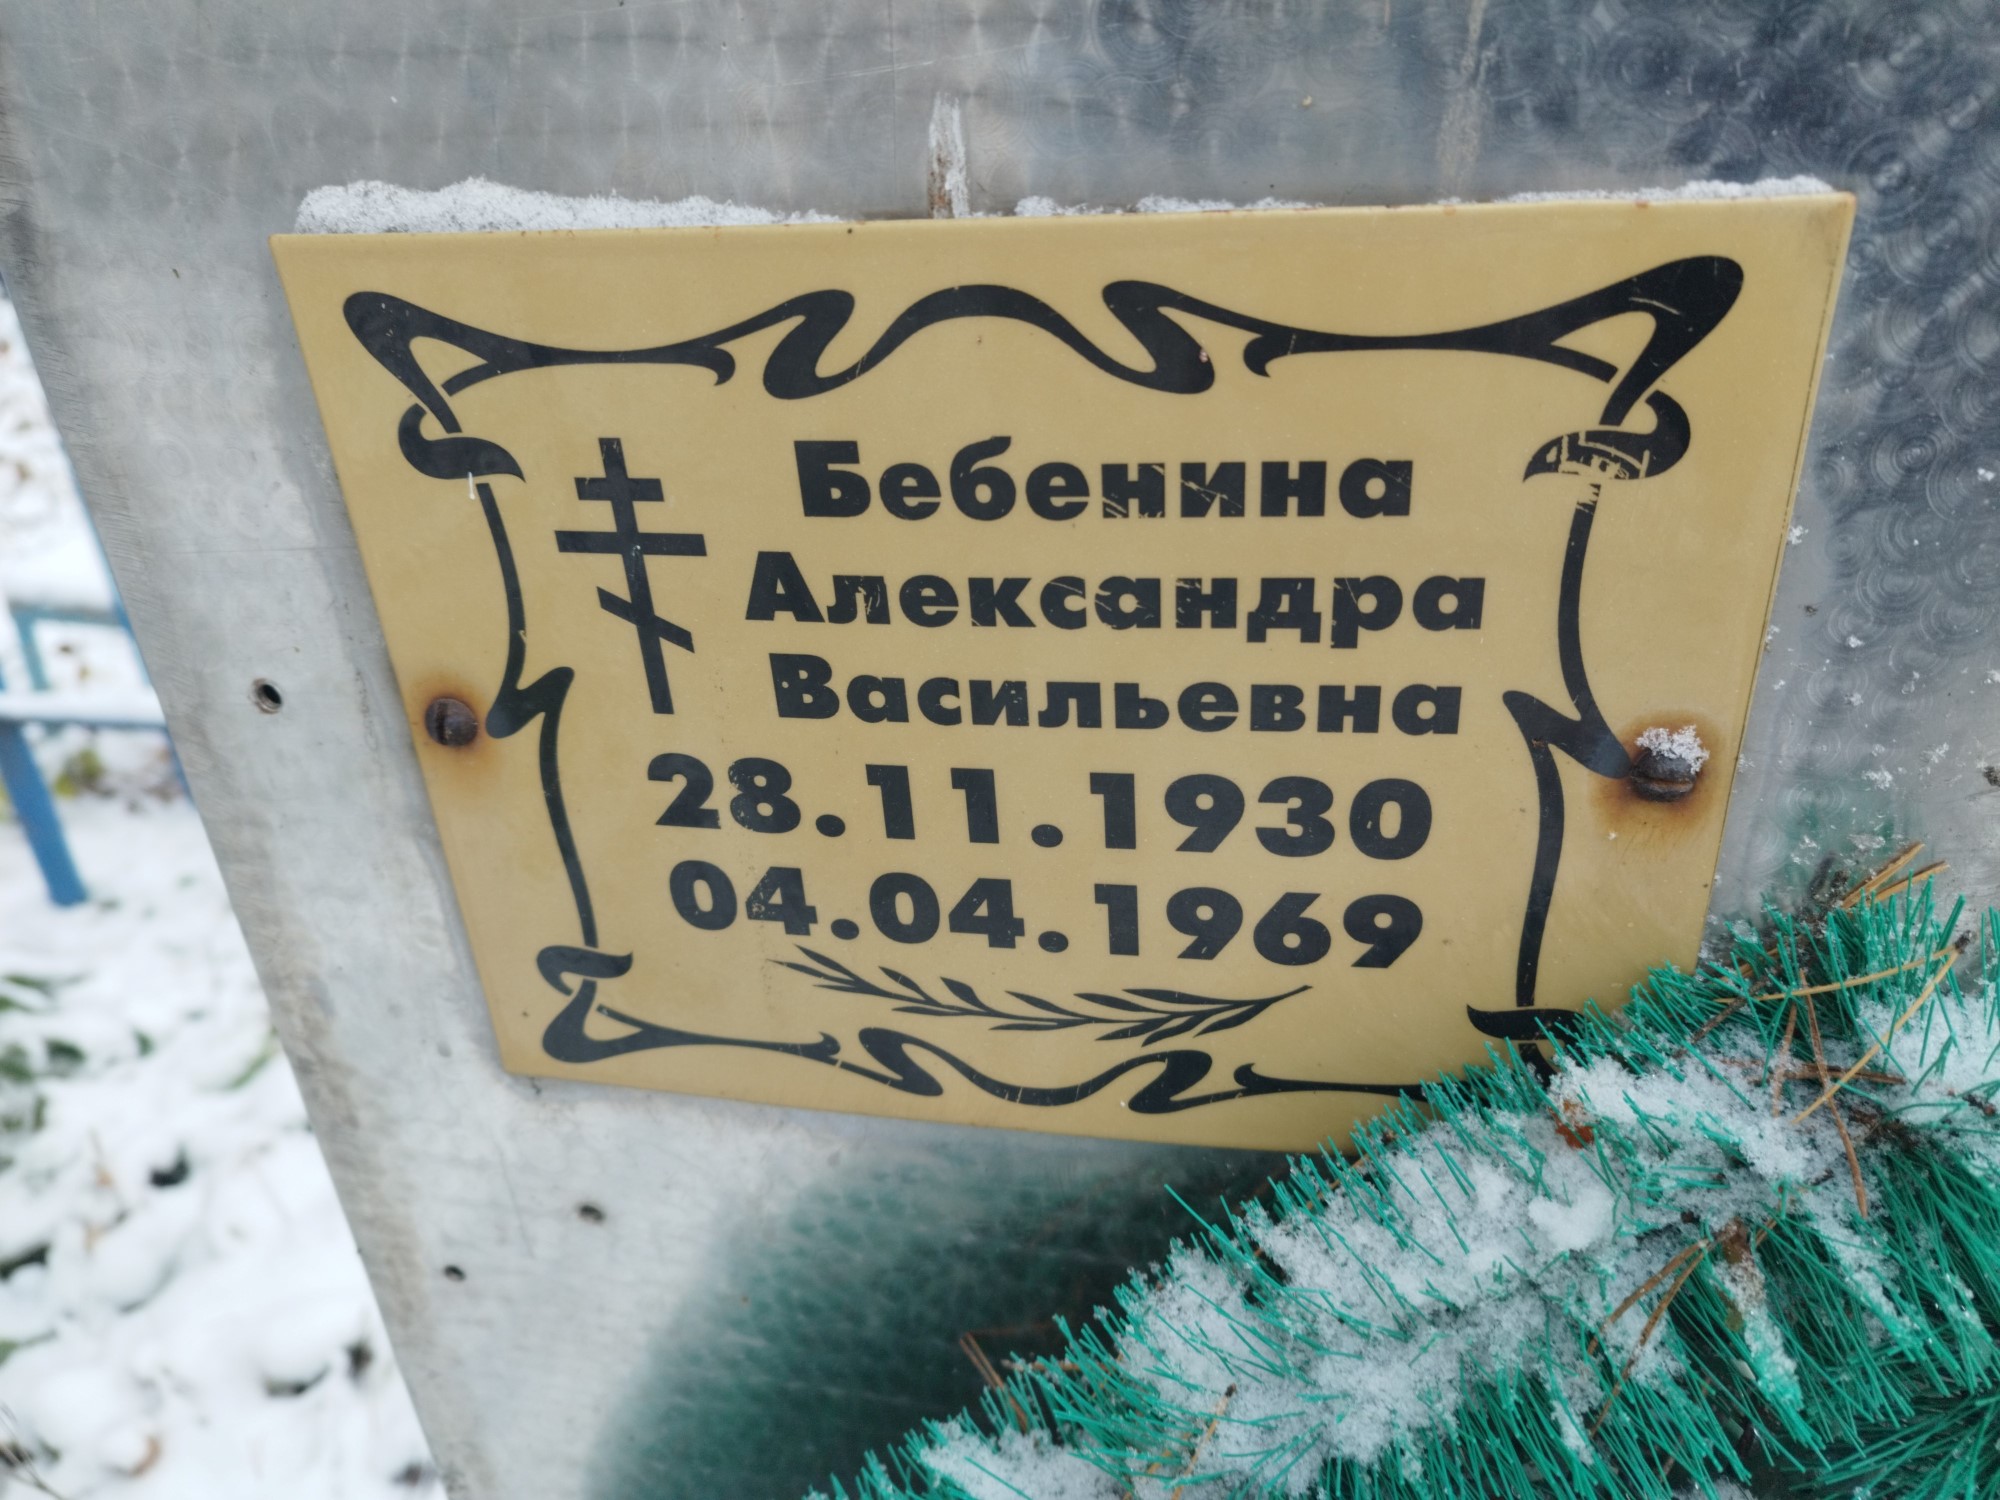 Бебенина
Александра
Васильевна
28.11.1930
04.04.1969